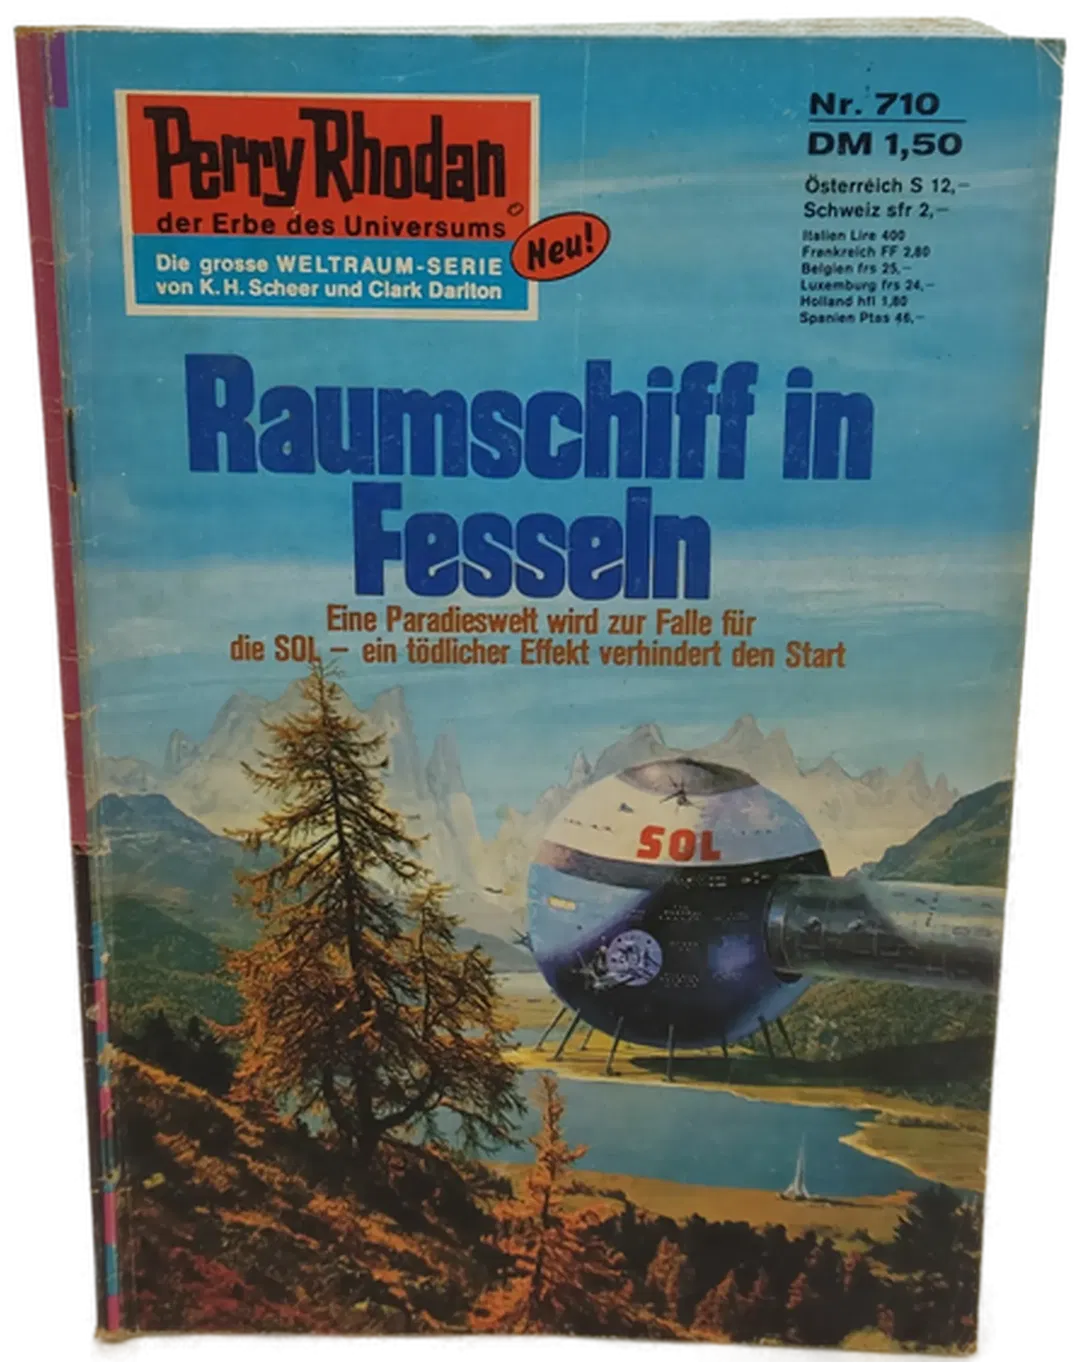 Perry Rhodan
der Erbe des Universums
Neu!
Die grosse WELTRAUM-SERIE
von K.H. Scheer und Clark Darlton
Nr. 710
DM 1,50
Österreich S 12,-
Schweiz sfr 2,-
Italien Lire 400
Frankreich FF 2,80
Belgien frs 25,-
Luxemburg frs 24,-
Holland hfl 1,80
Spanien Ptas 46,-
Raumschiff in
Fesseln
Eine Paradieswelt wird zur Falle für
die SOL – ein tödlicher Effekt verhindert den Start
SOL